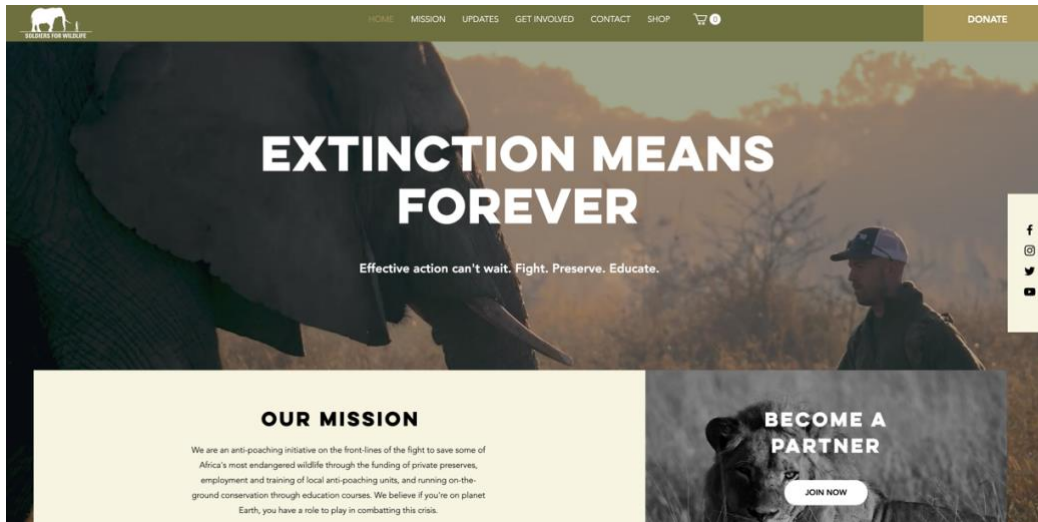 SOLDIERS FOR WILDLIFE
HOME MISSION UPDATES GET INVOLVED CONTACT SHOP 0 DONATE
EXTINCTION MEANS
FOREVER
Effective action can't wait. Fight. Preserve. Educate.
OUR MISSION
We are an anti-poaching initiative on the front-lines of the fight to save some of
Africa's most endangered wildlife through the funding of private preserves,
employment and training of local anti-poaching units, and running on-the-
ground conservation through education courses. We believe if you're on planet
Earth, you have a role to play in combatting this crisis.
BECOME A
PARTNER
JOIN NOW